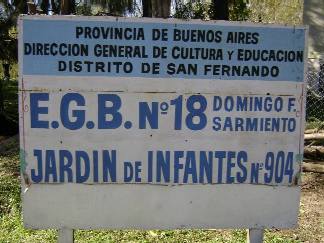 PROVINCIA DE BUENOS AIRES
DIRECCION GENERAL DE CULTURA Y EDUCACION
DISTRITO DE SAN FERNANDO
E.G.B. Nº 18 DOMINGO F. SARMIENTO
JARDIN DE INFANTES Nº 904